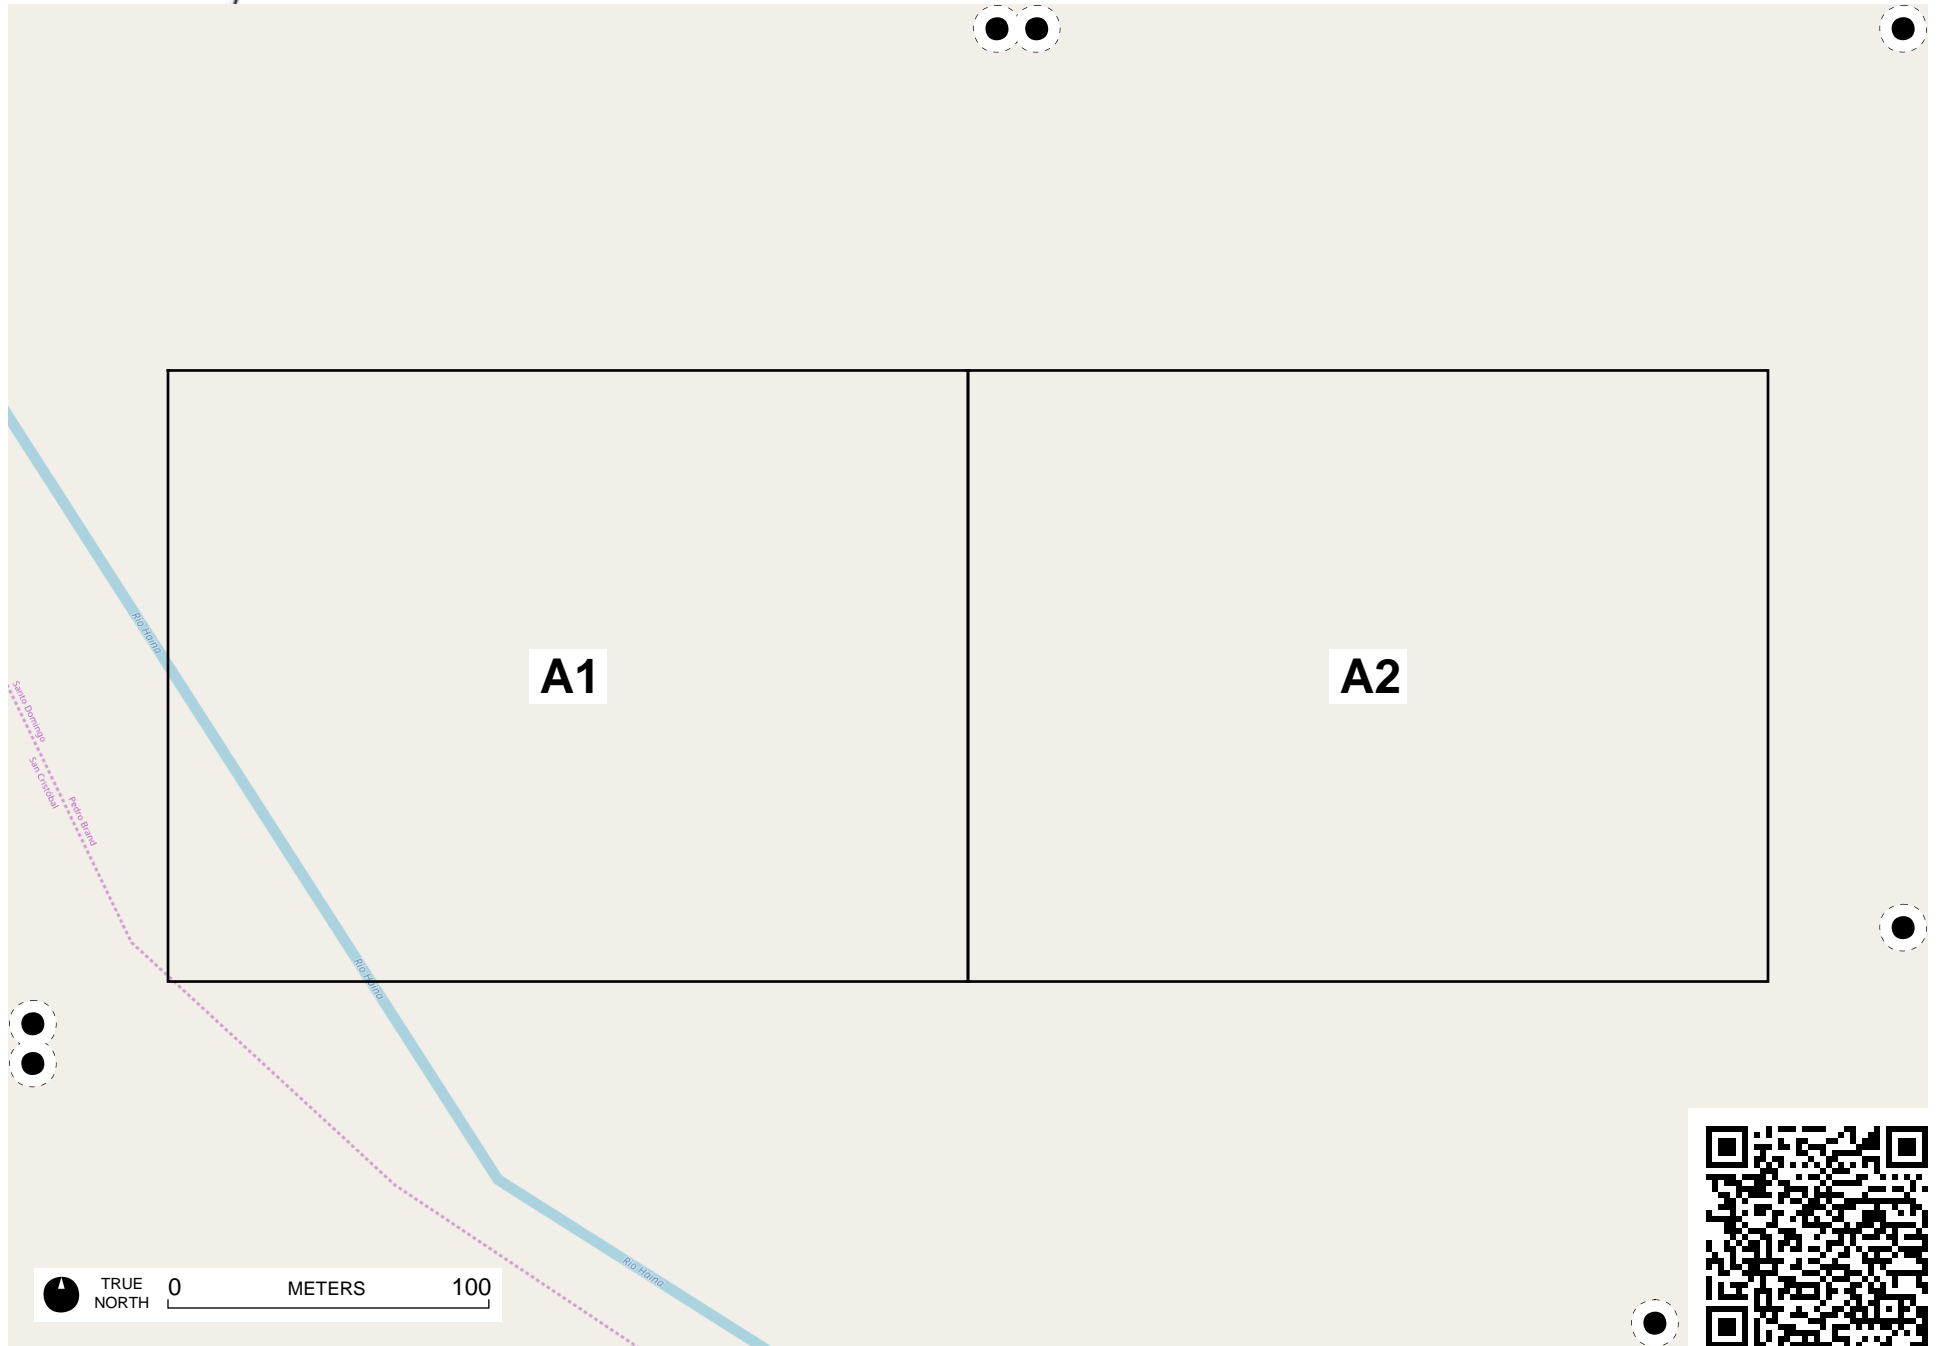 Río Haina
A1
A2
Santo Domingo
San Cristóbal
Pedro Brand
Río Haina
Río Haina
TRUE
NORTH
0 METERS 100